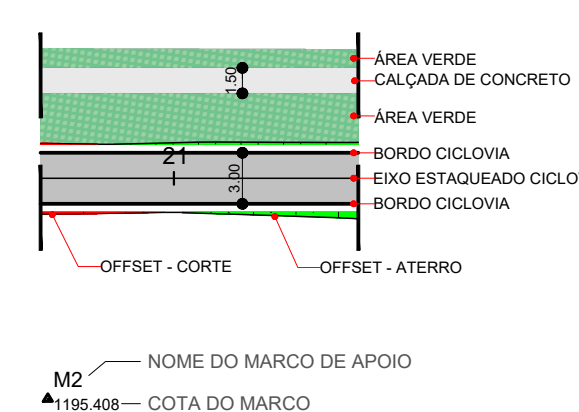 ÁREA VERDE
1.50
CALÇADA DE CONCRETO
ÁREA VERDE
21
BORDO CICLOVIA
3.00
EIXO ESTAQUEADO CICLO
BORDO CICLOVIA
OFFSET - CORTE
OFFSET - ATERRO
NOME DO MARCO DE APOIO
M2
1195.408
COTA DO MARCO